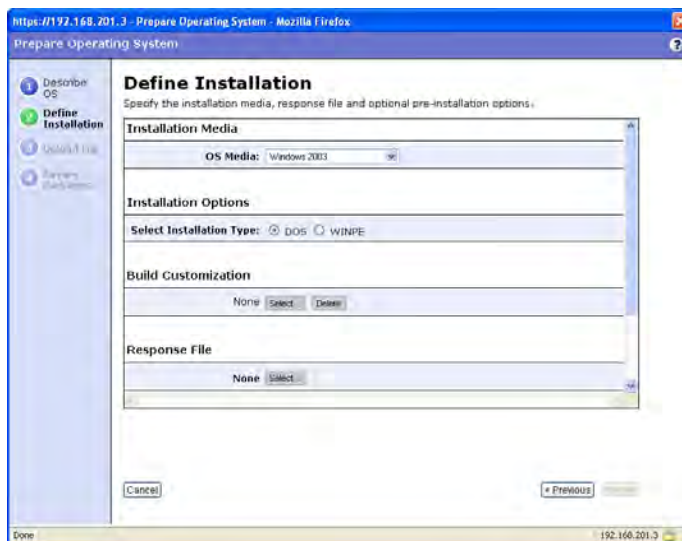 https://192.168.201.3 - Prepare Operating System - Mozilla Firefox
Prepare Operating System
?
1 Describe OS
2 Define Installation
Define Installation
Specify the installation media, response file and optional pre-installation options.
Installation Media
OS Media: Windows 2003
Installation Options
Select Installation Type: DOS WINPE
Build Customization
None Select... Delete
Response File
None Select...
Cancel
« Previous
Done
192.168.201.3